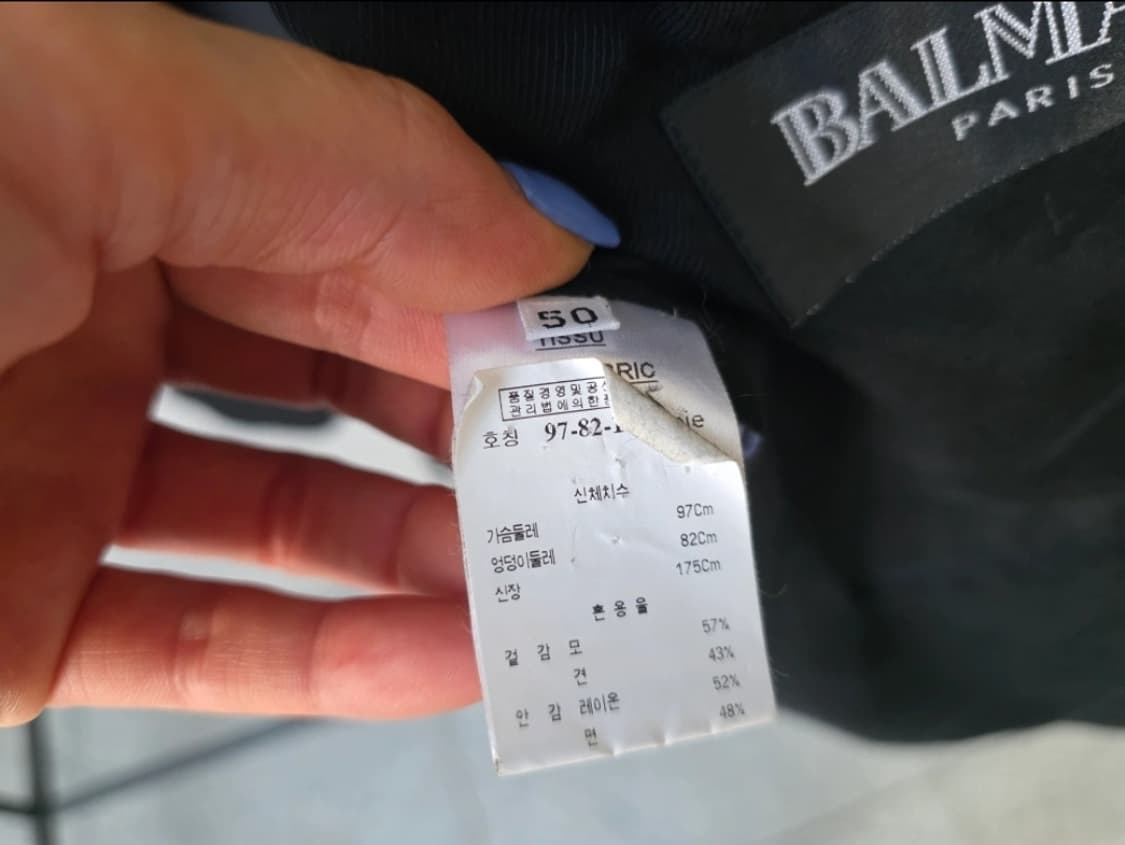 BALMA
PARIS
50
TISSU
BRIC
품질경영및공
관리법에의한
호칭 97-82-1
신체치수
가슴둘레 97Cm
엉덩이둘레 82Cm
신장 175Cm
혼용율
겉 감 모 57%
견 43%
안 감 레이온 52%
면 48%